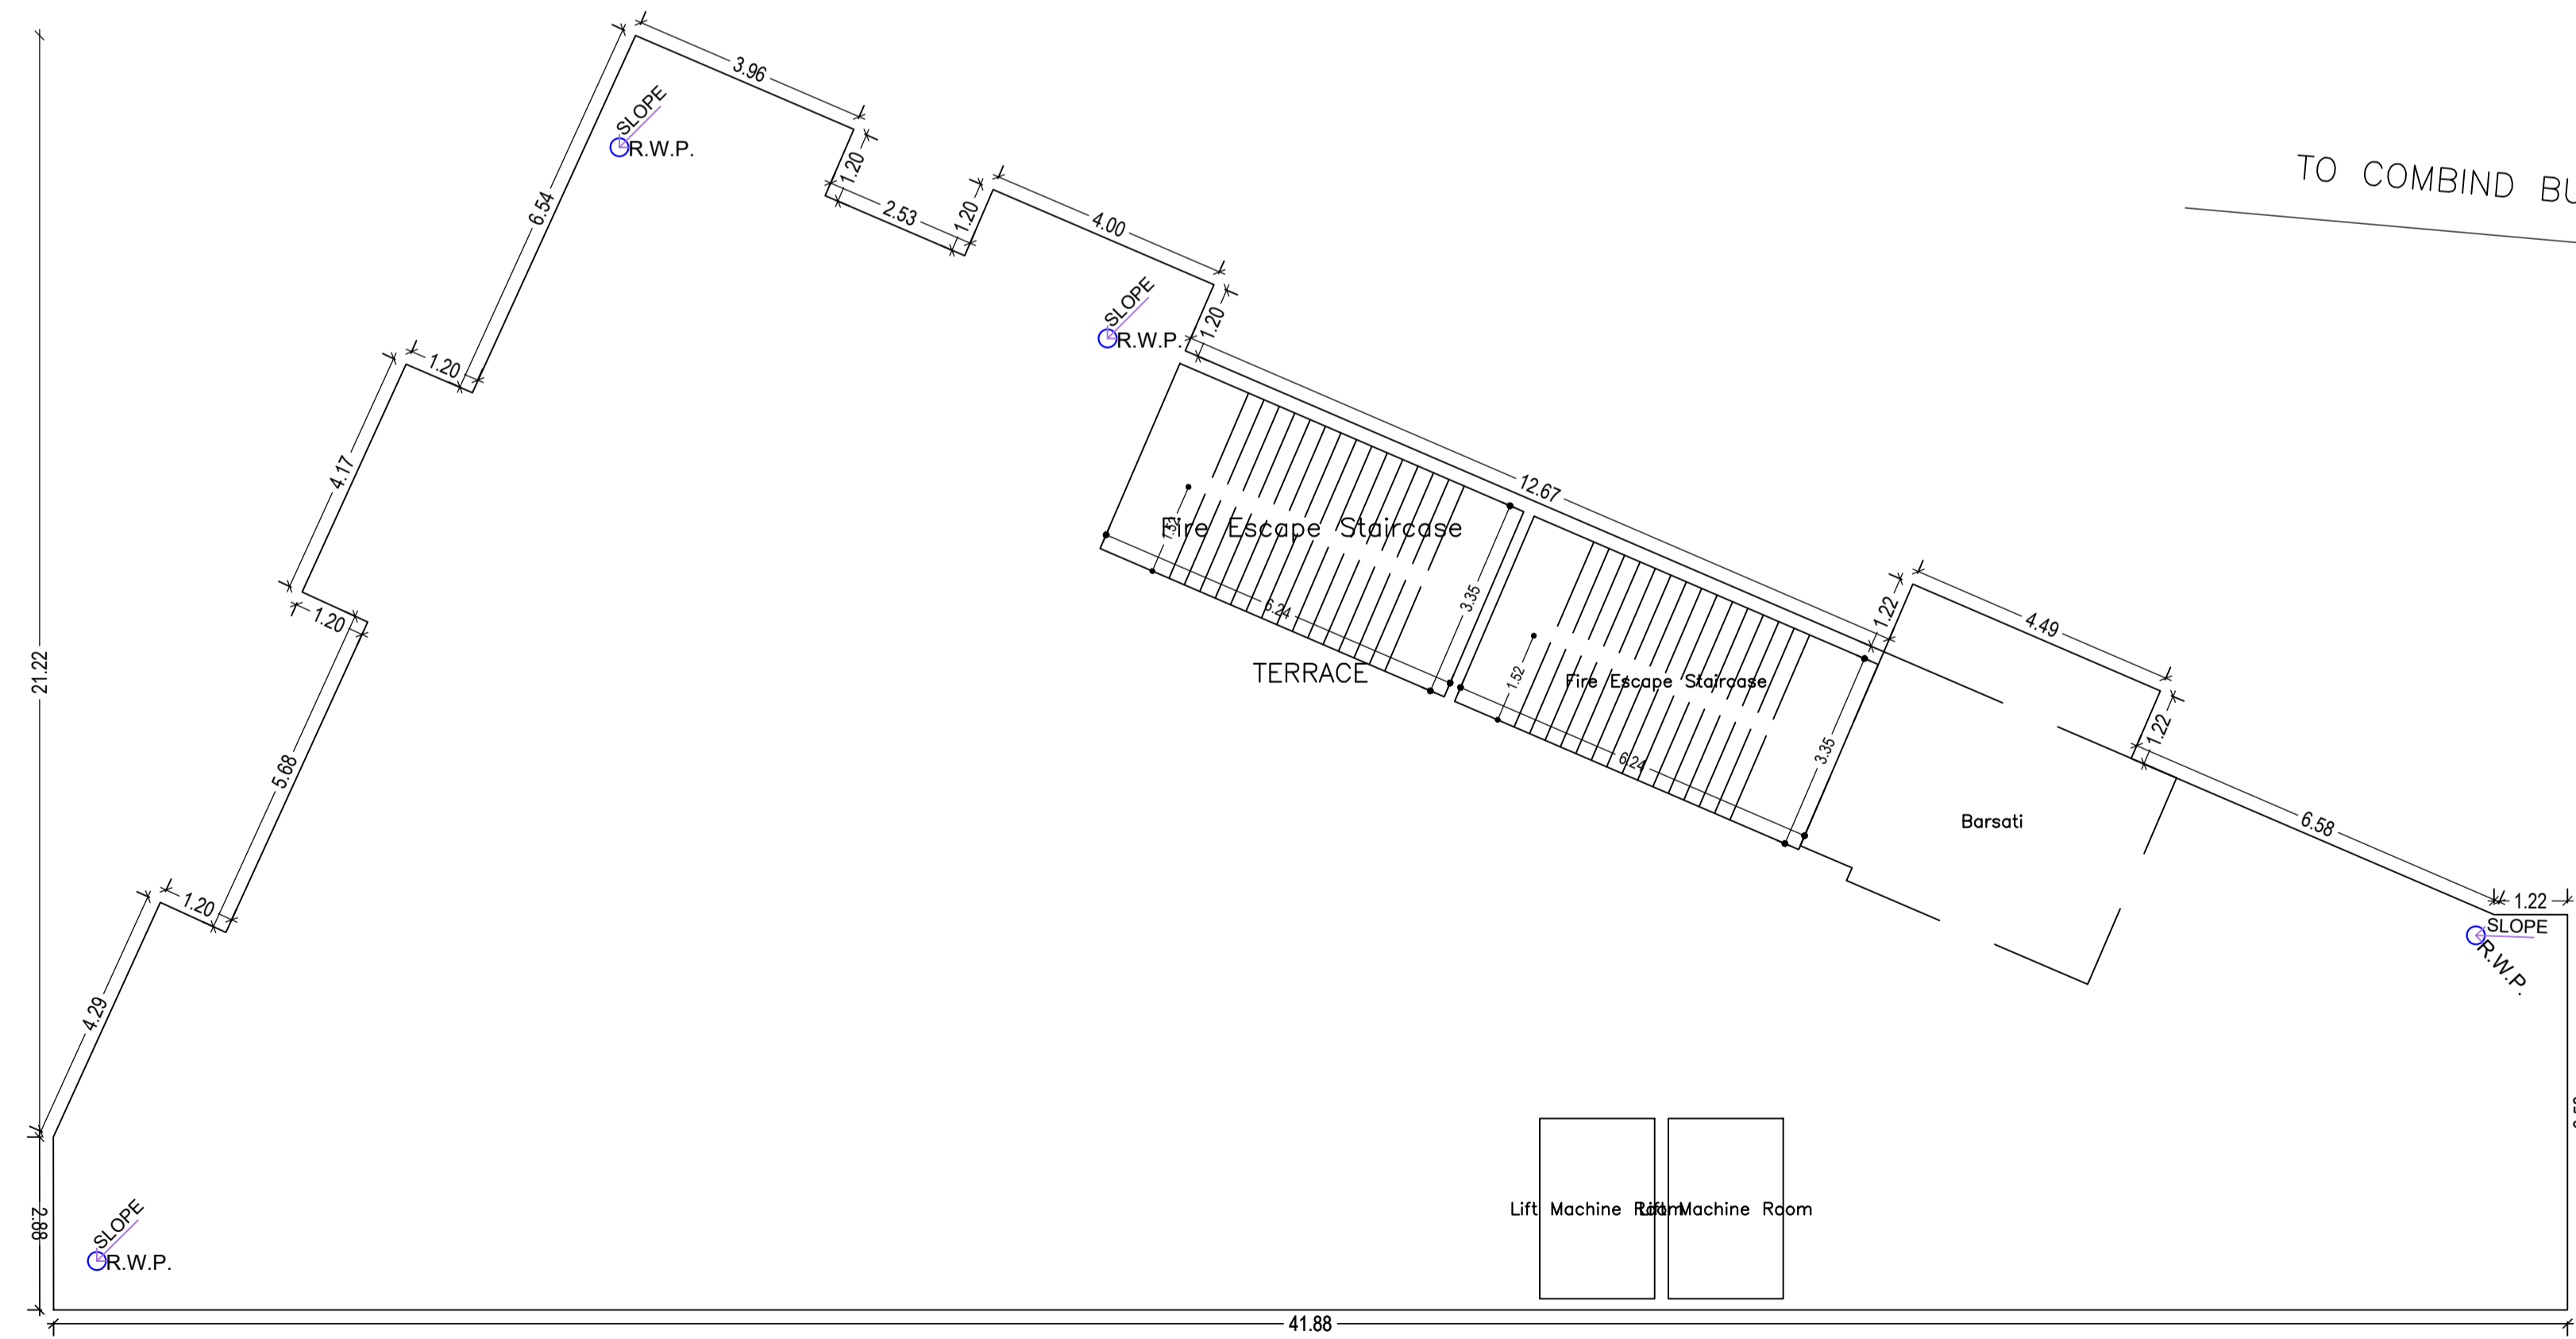 3.96
SLOPE
R.W.P.
1.20
2.53
1.20
4.00
TO COMBIND BU
6.54
SLOPE
R.W.P.
1.20
1.20
4.17
12.67
1.52
Fire Escape Staircase
6.24
3.35
1.20
TERRACE
21.22
5.68
1.22
4.49
1.22
1.52
Fire Escape Staircase
6.24
3.35
Barsati
6.58
1.22
SLOPE
R.W.P.
1.20
4.29
Lift Machine Room
Lift Machine Room
2.88
SLOPE
R.W.P.
41.88